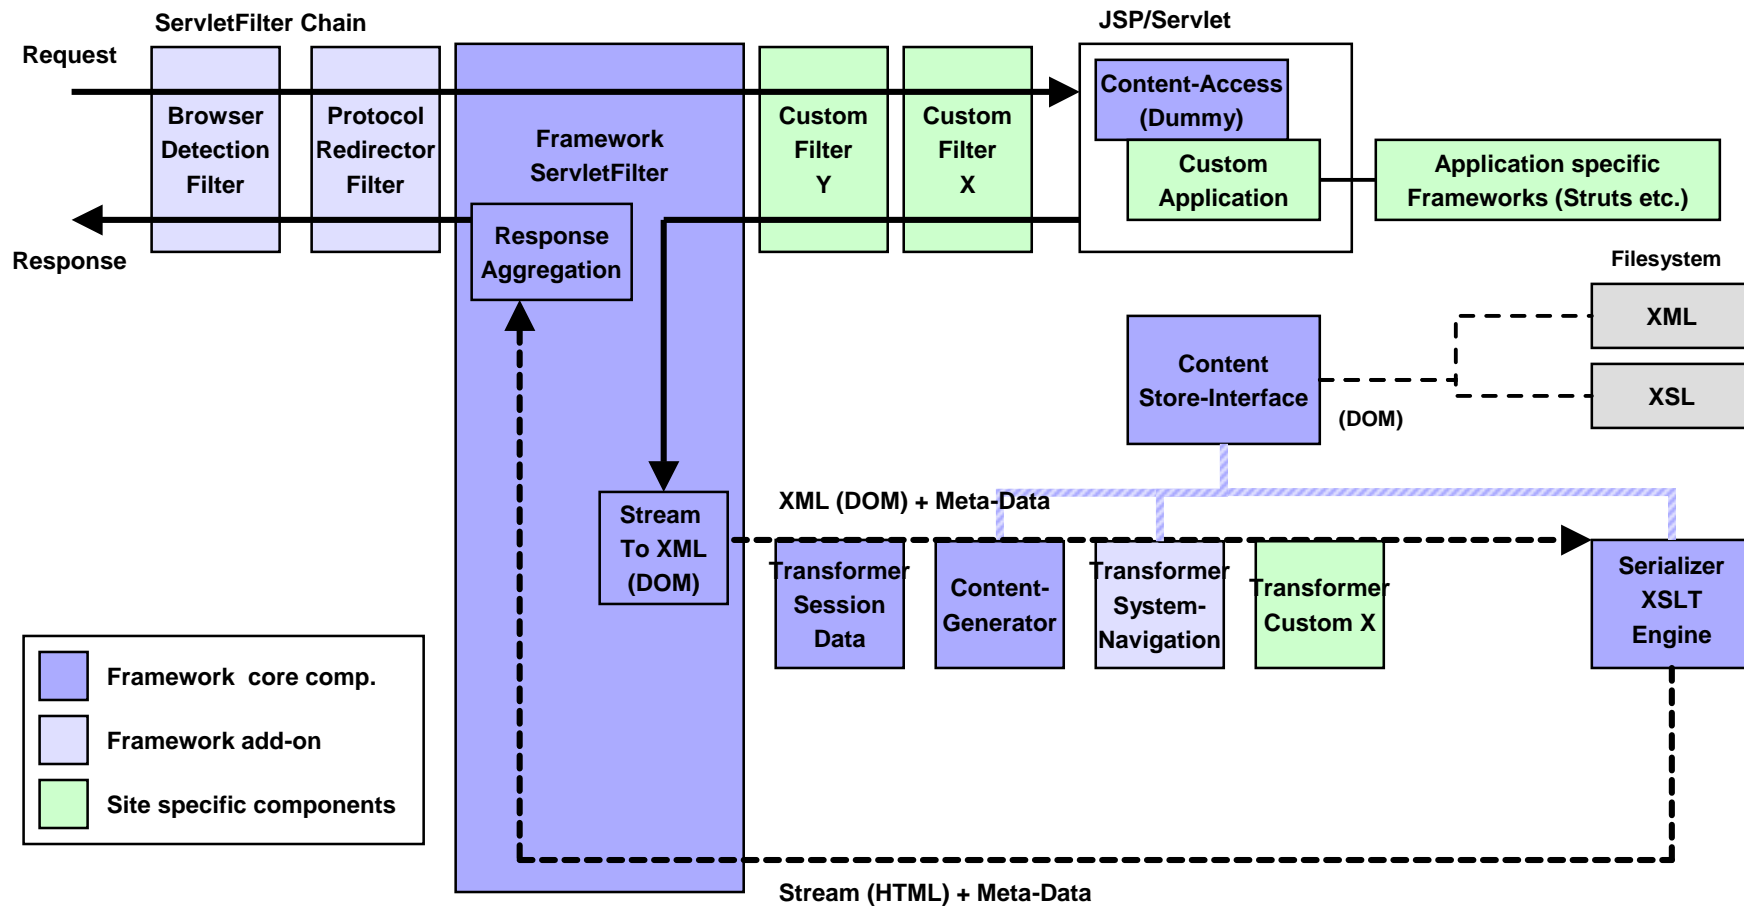 ServletFilter Chain
JSP/Servlet
Request
Browser
Detection
Filter
Protocol
Redirector
Filter
Framework
ServletFilter
Custom
Filter
Y
Custom
Filter
X
Content-Access
(Dummy)
Custom
Application
Application specific
Frameworks (Struts etc.)
Response
Response
Aggregation
Filesystem
XML
XSL
Content
Store-Interface
(DOM)
XML (DOM) + Meta-Data
Stream
To XML
(DOM)
Transformer
Session
Data
Content-
Generator
Transformer
System-
Navigation
Transformer
Custom X
Serializer
XSLT
Engine
Framework core comp.
Framework add-on
Site specific components
Stream (HTML) + Meta-Data